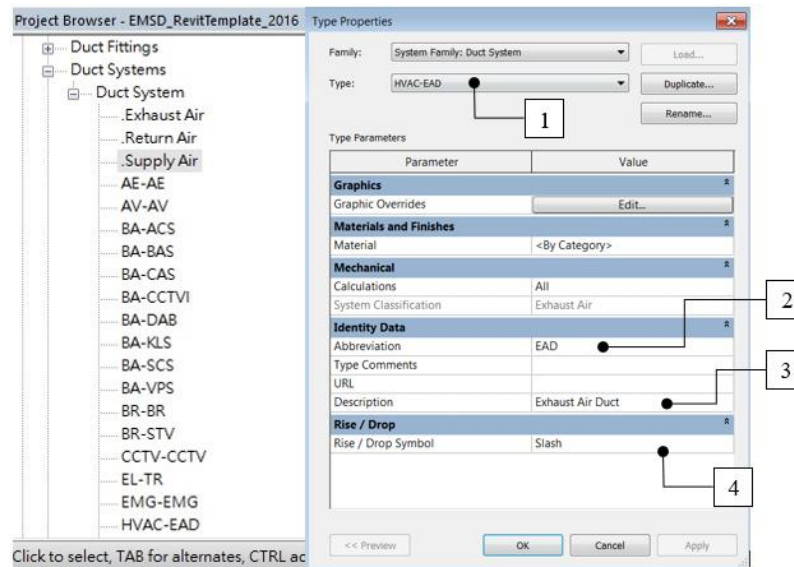 Project Browser - EMSD_RevitTemplate_2016
Duct Fittings
Duct Systems
Duct System
.Exhaust Air
.Return Air
.Supply Air
AE-AE
AV-AV
BA-ACS
BA-BAS
BA-CAS
BA-CCTVI
BA-DAB
BA-KLS
BA-SCS
BA-VPS
BR-BR
BR-STV
CCTV-CCTV
EL-TR
EMG-EMG
HVAC-EAD
Click to select, TAB for alternates, CTRL ac
Type Properties
Family: System Family: Duct System Load...
Type: HVAC-EAD Duplicate...
1
Rename...
Type Parameters
Parameter Value
Graphics
Graphic Overrides Edit...
Materials and Finishes
Material <By Category>
Mechanical
Calculations All
System Classification Exhaust Air
2
Identity Data
Abbreviation EAD
Type Comments
URL
3
Description Exhaust Air Duct
Rise / Drop
Rise / Drop Symbol Slash
4
<< Preview OK Cancel Apply